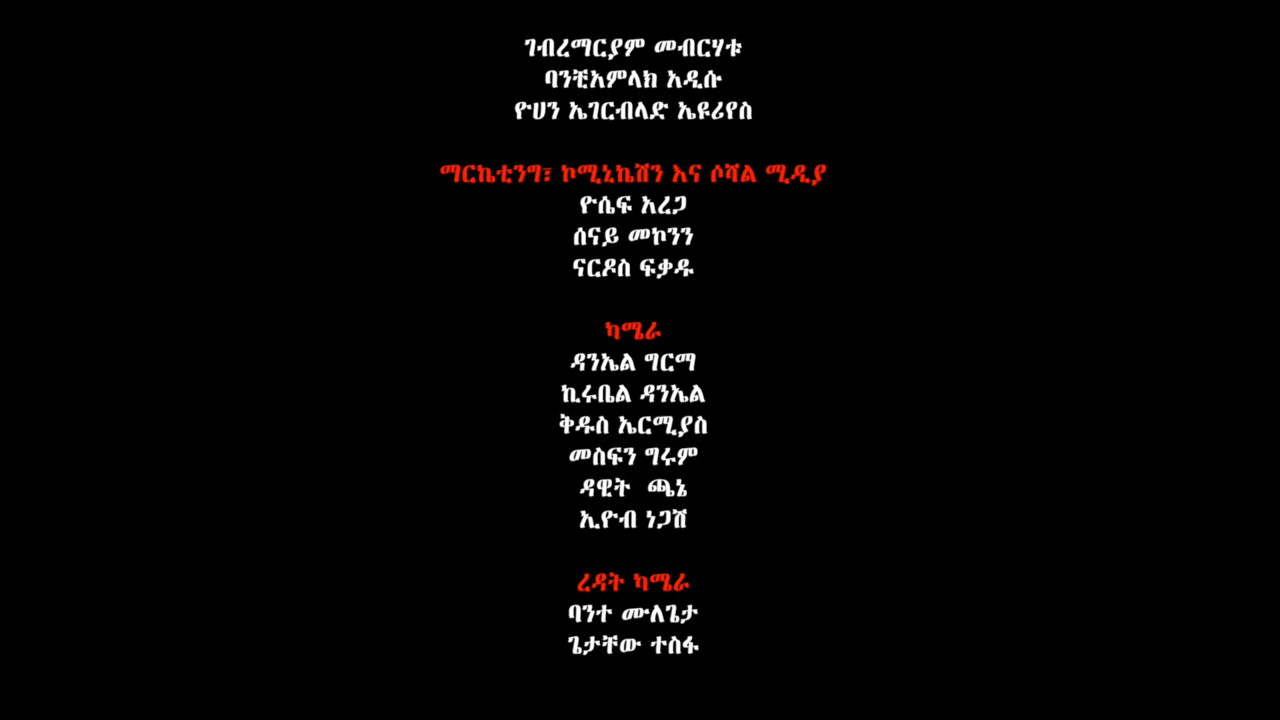 ገብረማርያም መብርሃቱ
ባንቺአምላክ አዲሱ
ዮሀን ኤገርብላድ ኤዩሪየስ
ማርኬቲንግ፣ ኮሚኒኬሽን እና ሶሻል ሚዲያ
ዮሴፍ አረጋ
ሰናይ መኮንን
ናርዶስ ፍቃዱ
ካሜራ
ዳንኤል ግርማ
ኪሩቤል ዳንኤል
ቅዱስ ኤርሚያስ
መስፍን ግሩም
ዳዊት ጫኔ
ኢዮብ ነጋሽ
ረዳት ካሜራ
ባንተ ሙለጌታ
ጌታቸው ተስፋ